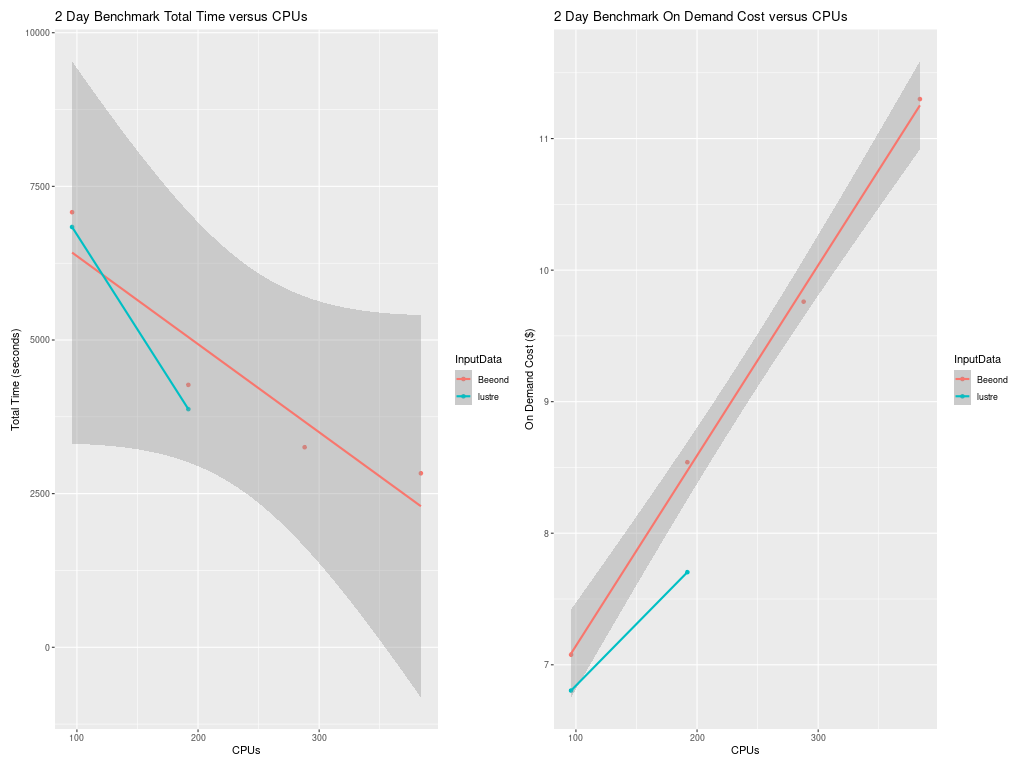 2 Day Benchmark Total Time versus CPUs
10000
7500
5000
2500
0
Total Time (seconds)
100 200 300
CPUs
InputData
Beeond
lustre
2 Day Benchmark On Demand Cost versus CPUs
11
10
9
8
7
On Demand Cost ($)
100 200 300
CPUs
InputData
Beeond
lustre